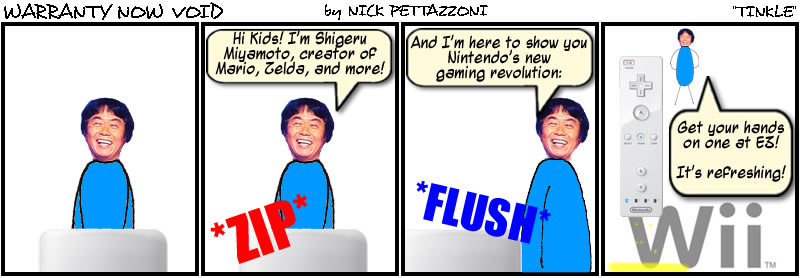 WARRANTY NOW VOID
by NICK PETTAZZONI
"TINKLE"
Hi Kids! I'm Shigeru
Miyamoto, creator of
Mario, Zelda, and more!
*ZIP*
And I'm here to show you
Nintendo's new
gaming revolution:
*FLUSH*
Get your hands
on one at E3!
It's refreshing!
A
Nintendo
Wii
TM